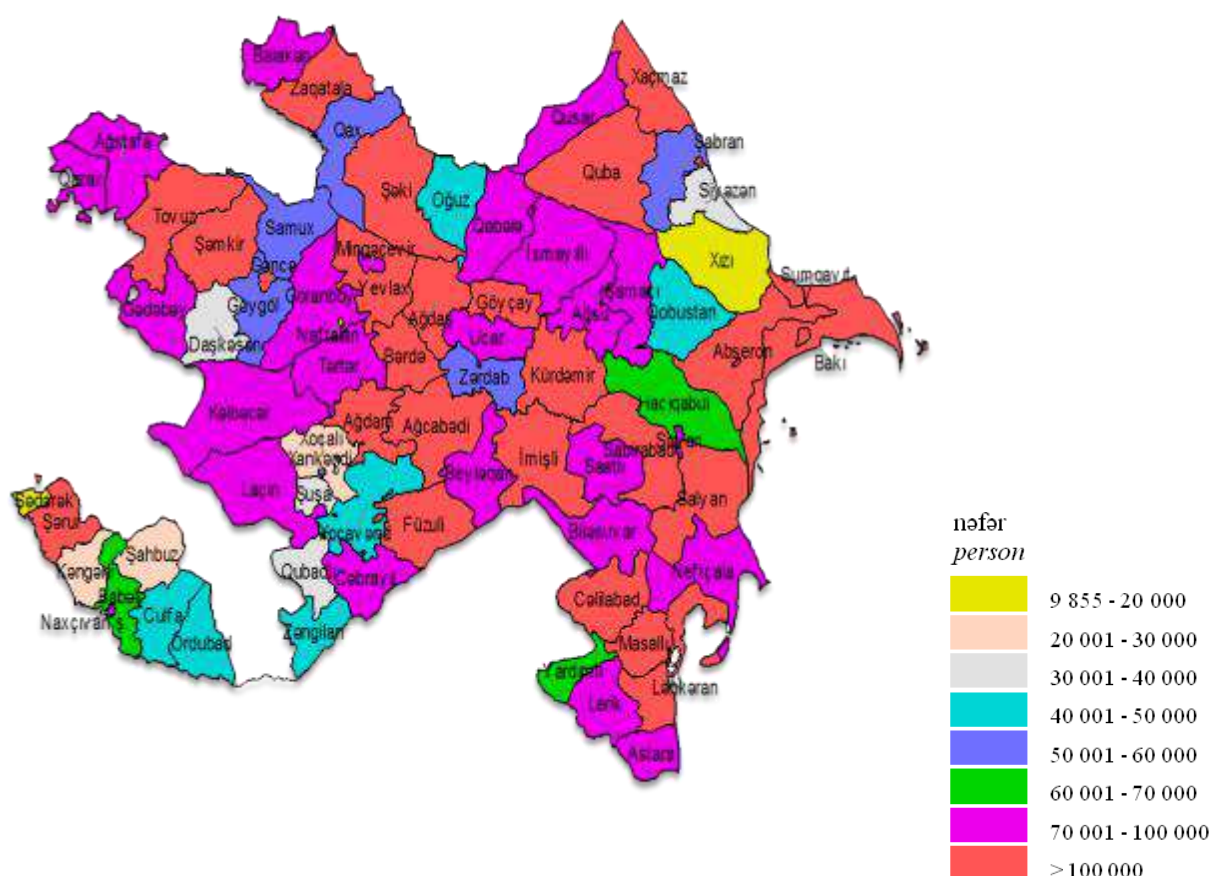 Balakən
Zaqatala
Xaçmaz
Qax
Qusar
Ağstafa
Şabran
Quba
Qazax
Şəki
Siyəzən
Oğuz
Tovuz
Samux
Qəbələ
Şəmkir
Mingəçevir
İsmayıllı
Xızı
Gəncə
Sumqayıt
Yevlax
Gədəbəy
Göygöl
Goranboy
Göyçay
Şamaxı
Ağdaş
Ağsu
Qobustan
Naftalan
Ucar
Daşkəsən
Abşeron
Bərdə
Bakı
Tərtər
Zərdab
Kürdəmir
Hacıqabul
Kəlbəcər
Ağdam
Ağcabədi
Xocalı
Şirvan
Xankəndi
İmişli
Sabirabad
Beyləqan
Saatlı
Laçın
Şuşa
Salyan
Sədərək
Füzuli
Şərur
Xocavənd
Biləsuvar
Şahbuz
Kəngərli
Qubadlı
Cəbrayıl
Neftçala
Babək
Cəlilabad
Culfa
Naxçıvan ş
Zəngilan
Ordubad
Masallı
Yardımlı
Lənkəran
Lerik
Astara
nəfər
person
9 855 - 20 000
20 001 - 30 000
30 001 - 40 000
40 001 - 50 000
50 001 - 60 000
60 001 - 70 000
70 001 - 100 000
> 100 000